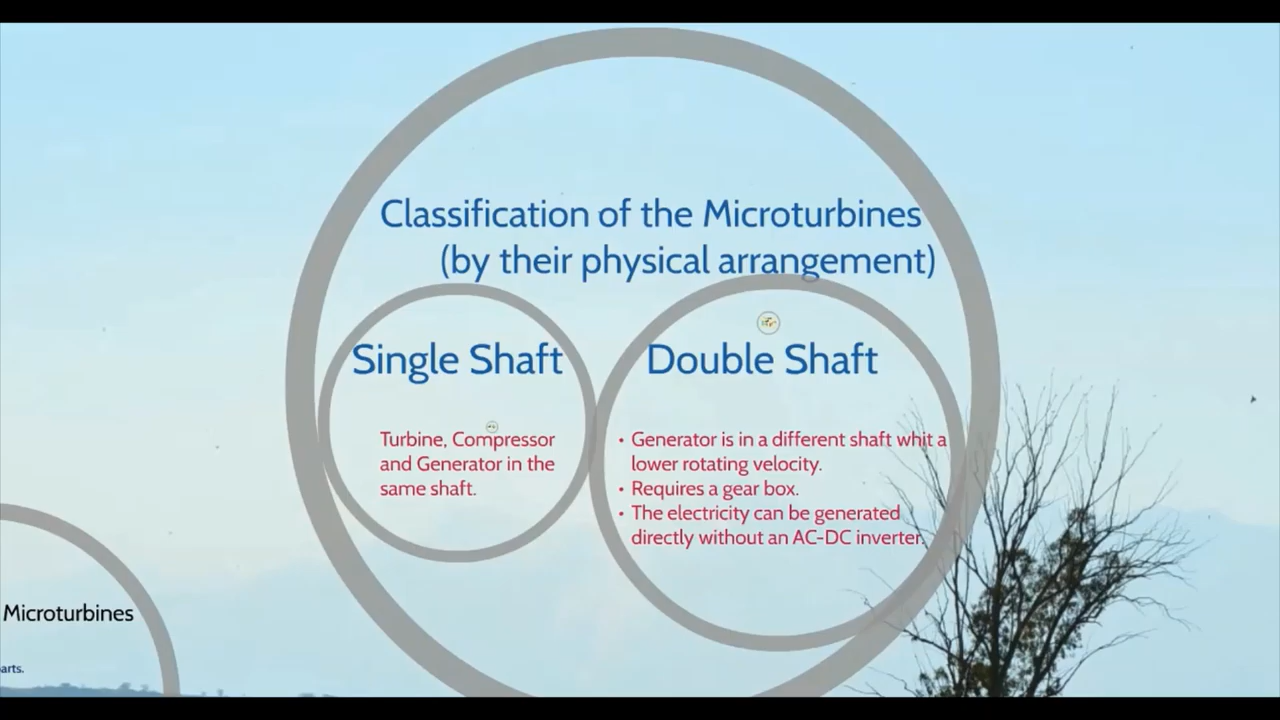 Classification of the Microturbines
(by their physical arrangement)
Single Shaft
Turbine, Compressor
and Generator in the
same shaft.
Double Shaft
• Generator is in a different shaft whit a
lower rotating velocity.
• Requires a gear box.
• The electricity can be generated
directly without an AC-DC inverter.
Microturbines
arts.